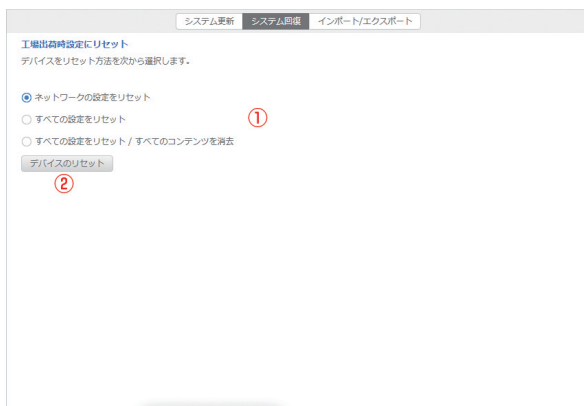 システム更新 システム回復 インポート/エクスポート
工場出荷時設定にリセット
デバイスをリセット方法を次から選択します。
ネットワークの設定をリセット
すべての設定をリセット
①
すべての設定をリセット / すべてのコンテンツを消去
デバイスのリセット
②